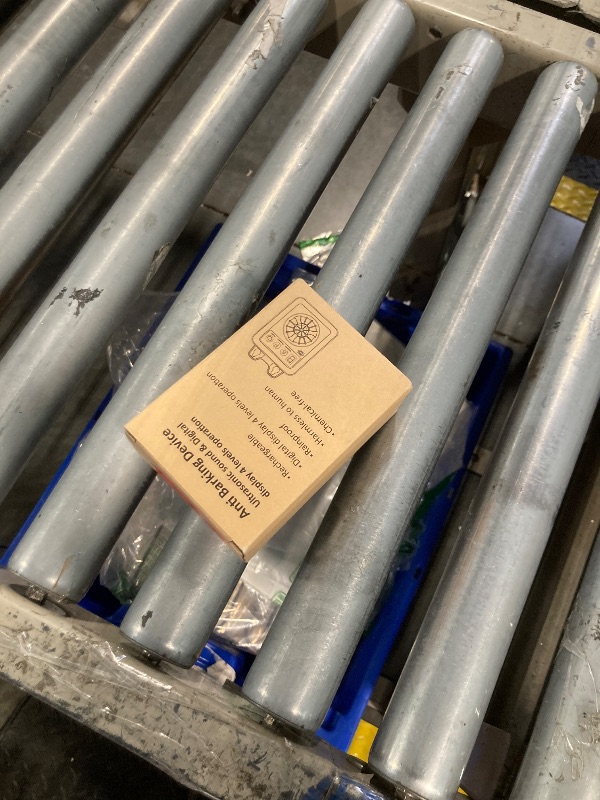 Anti Barking Device
Ultrasonic sound & Digital
display 4 levels operation
•Rechargeable
•Digital display 4 levels operation
•Rainproof
•Harmless to human
•Chemical-free